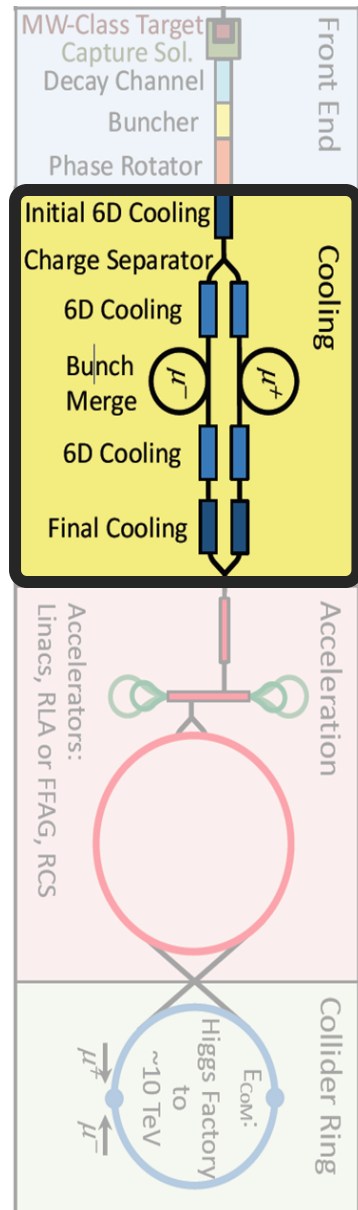 MW-Class Target
Capture Sol.
Decay Channel
Buncher
Phase Rotator
Front End
Initial 6D Cooling
Charge Separator
6D Cooling
Bunch
Merge
μ⁻
μ⁺
6D Cooling
Final Cooling
Cooling
Acceleration
Accelerators:
Linacs, RLA or FFAG, RCS
Collider Ring
E_CoM:
Higgs Factory
to
~10 TeV
μ⁺
μ⁻